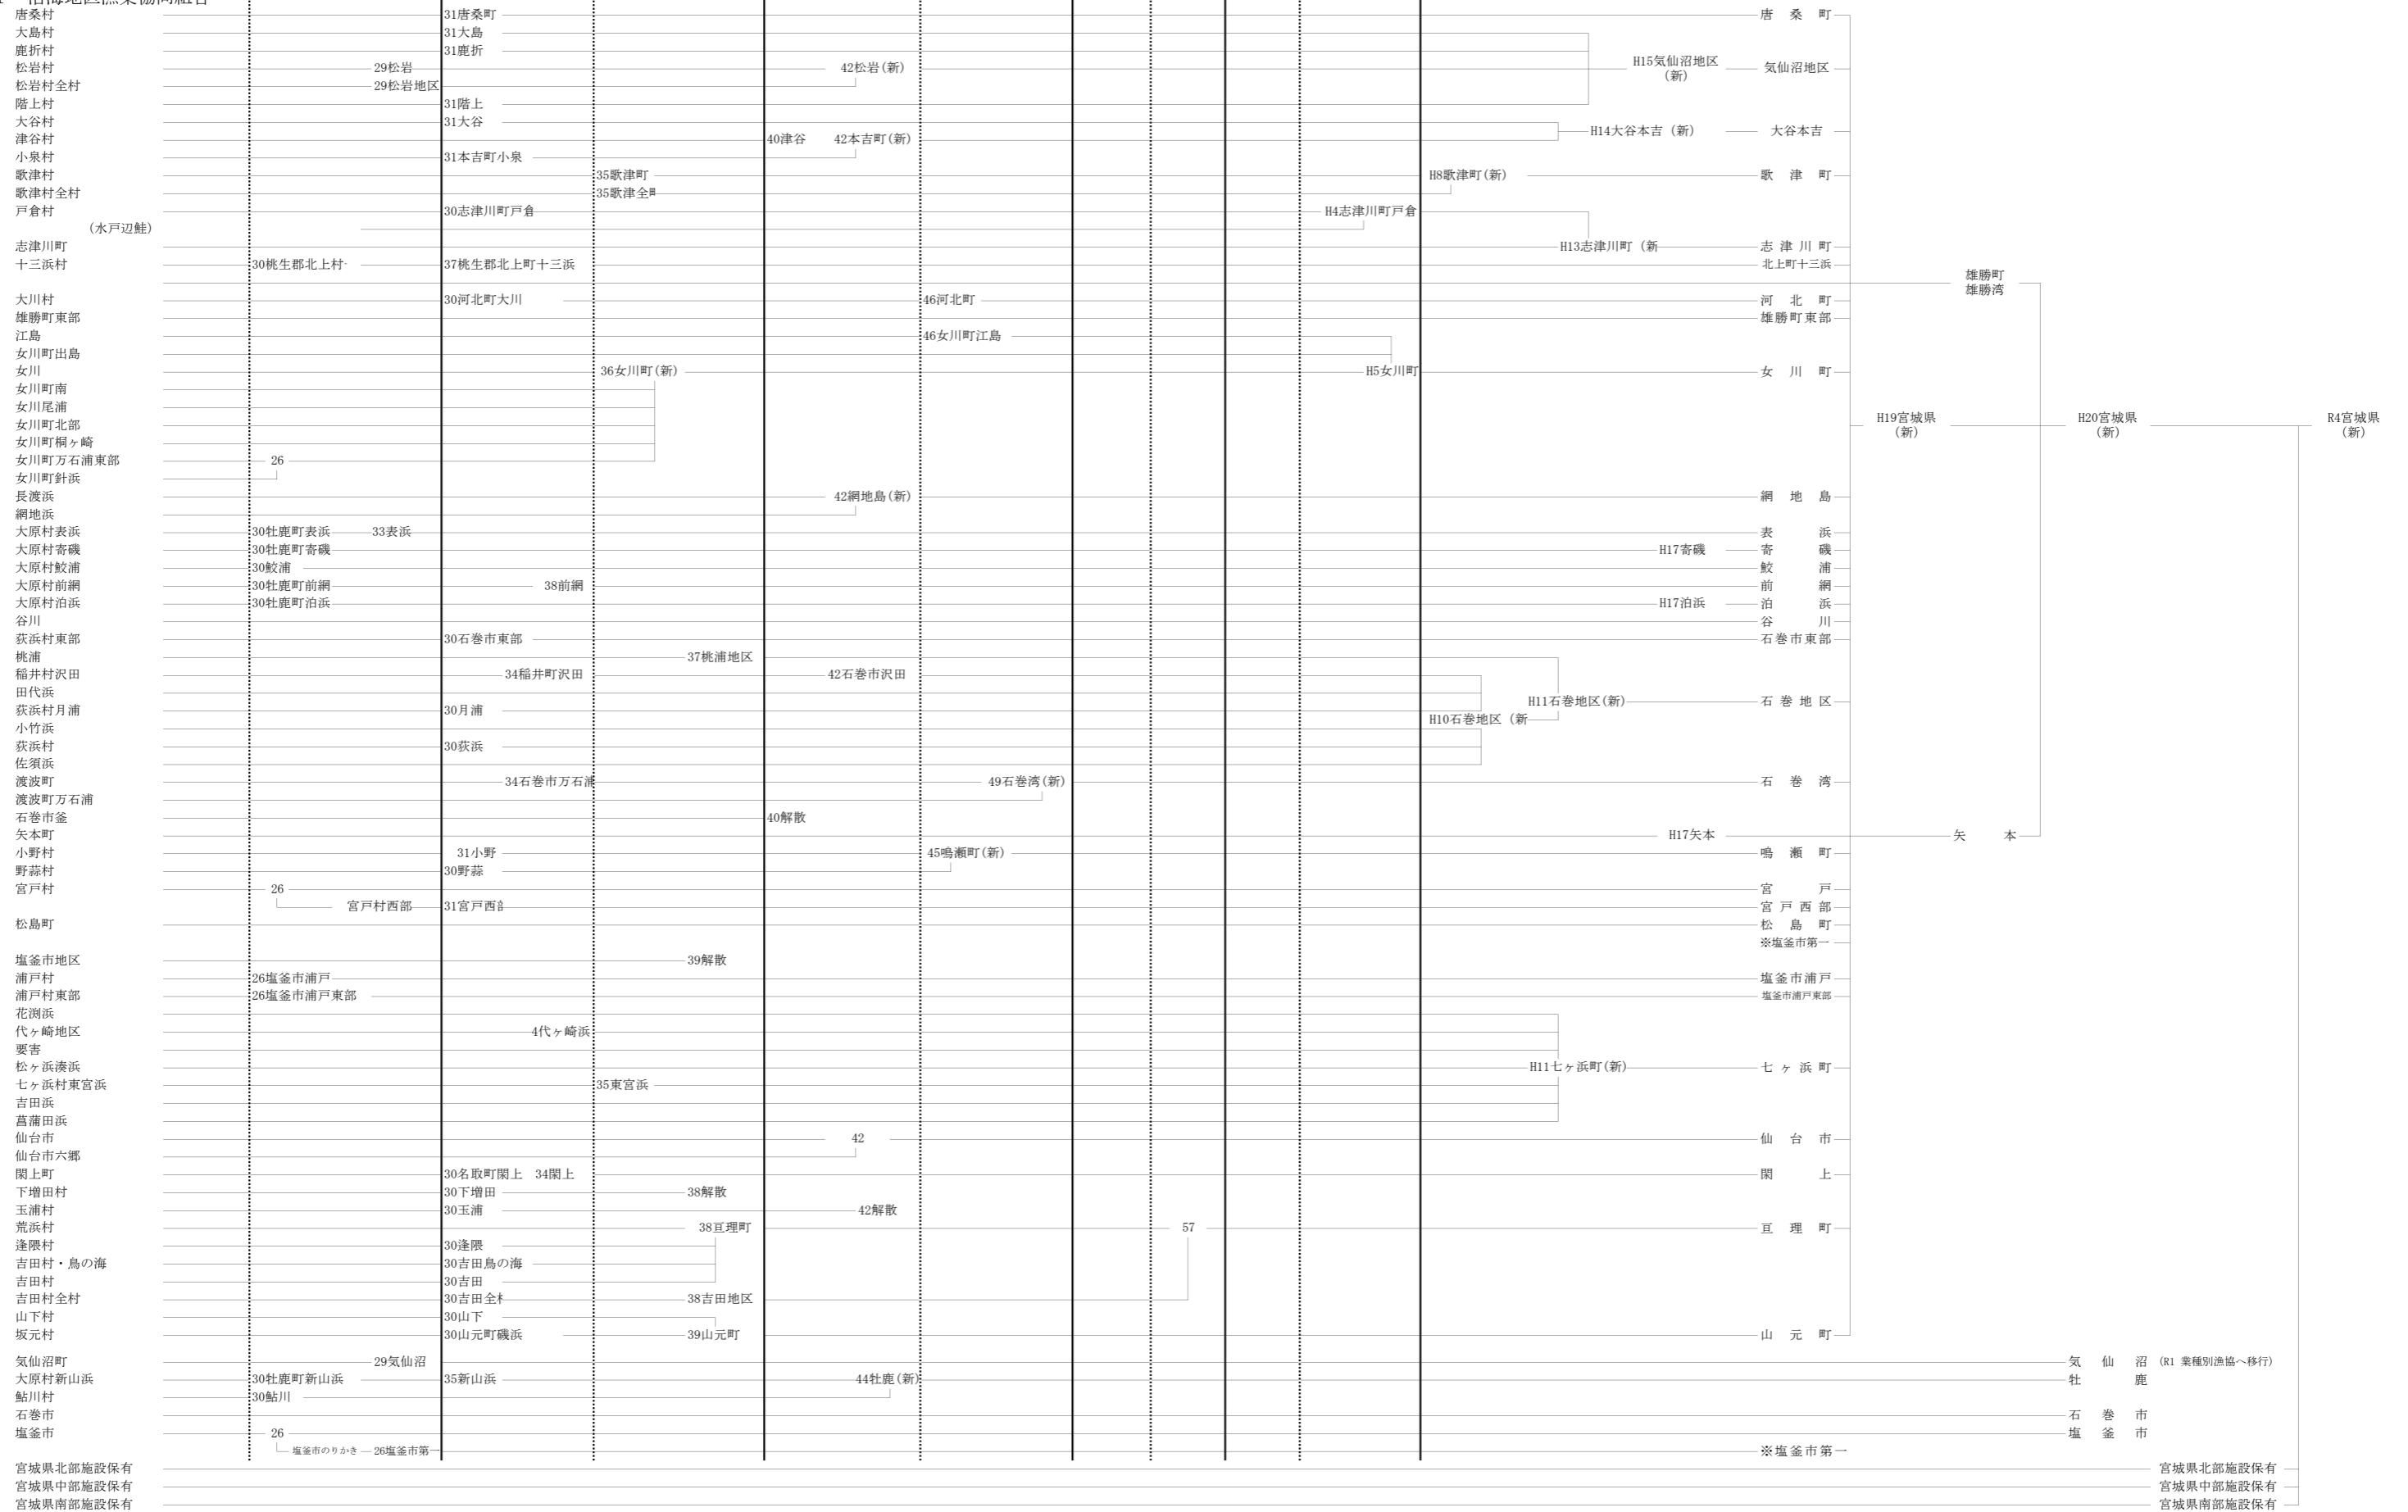 唐桑村 31唐桑町 唐桑町
大島村 31大島
鹿折村 31鹿折
松岩村 29松岩 42松岩(新) H15気仙沼地区(新) 気仙沼地区
松岩村全村 29松岩地区
階上村 31階上
大谷村 31大谷
津谷村 40津谷 42本吉町(新) H14大谷本吉(新) 大谷本吉
小泉村 31本吉町小泉
歌津村 35歌津町 H8歌津町(新) 歌津町
歌津村全村 35歌津全
戸倉村 30志津川町戸倉 H4志津川町戸倉
(水戸辺鮭)
志津川町 H13志津川町(新 志津川町
十三浜村 30桃生郡北上村 37桃生郡北上町十三浜 北上町十三浜
雄勝町
雄勝湾
大川村 30河北町大川 46河北町 河北町
雄勝町東部 雄勝町東部
江島 46女川町江島
女川町出島
女川 36女川町(新) H5女川町 女川町
女川町南
女川尾浦
女川町北部 H19宮城県(新) H20宮城県(新) R4宮城県(新)
女川町桐ヶ崎
女川町万石浦東部 26
女川町針浜
長渡浜 42網地島(新) 網地島
網地浜
大原村表浜 30牡鹿町表浜 33表浜 表浜
大原村寄磯 30牡鹿町寄磯 H17寄磯 寄磯
大原村鮫浦 30鮫浦 鮫浦
大原村前網 30牡鹿町前網 38前網 前網
大原村泊浜 30牡鹿町泊浜 H17泊浜 泊浜
谷川 谷川
荻浜村東部 30石巻市東部 石巻市東部
桃浦 37桃浦地区
稲井村沢田 34稲井町沢田 42石巻市沢田
田代浜
荻浜村月浦 30月浦 H11石巻地区(新) 石巻地区
小竹浜 H10石巻地区(新
荻浜村 30荻浜
佐須浜
渡波町 34石巻市万石浦 49石巻湾(新) 石巻湾
渡波町万石浦
石巻市釜 40解散
矢本町 H17矢本 矢本
小野村 31小野 45鳴瀬町(新) 鳴瀬町
野蒜村 30野蒜
宮戸村 26 宮戸
宮戸村西部 31宮戸西 宮戸西部
松島町 松島町
※塩釜市第一
塩釜市地区 39解散
浦戸村 26塩釜市浦戸 塩釜市浦戸
浦戸村東部 26塩釜市浦戸東部 塩釜市浦戸東部
花渕浜
代ヶ崎地区 4代ヶ崎浜
要害
松ヶ浜湊浜 H11七ヶ浜町(新) 七ヶ浜町
七ヶ浜村東宮浜 35東宮浜
吉田浜
菖蒲田浜
仙台市 42 仙台市
仙台市六郷
閖上町 30名取町閖上 34閖上 閖上
下増田村 30下増田 38解散
玉浦村 30玉浦 42解散
荒浜村 38亘理町 57 亘理町
逢隈村 30逢隈
吉田村・鳥の海 30吉田鳥の海
吉田村 30吉田
吉田村全村 30吉田全 38吉田地区
山下村 30山下
坂元村 30山元町磯浜 39山元町 山元町
気仙沼町 29気仙沼 気仙沼 (R1 業種別漁協へ移行)
大原村新山浜 30牡鹿町新山浜 35新山浜 44牡鹿(新) 牡鹿
鮎川村 30鮎川
石巻市 石巻市
塩釜市 26 塩釜市
塩釜市のりかき 26塩釜市第一 ※塩釜市第一
宮城県北部施設保有 宮城県北部施設保有
宮城県中部施設保有 宮城県中部施設保有
宮城県南部施設保有 宮城県南部施設保有